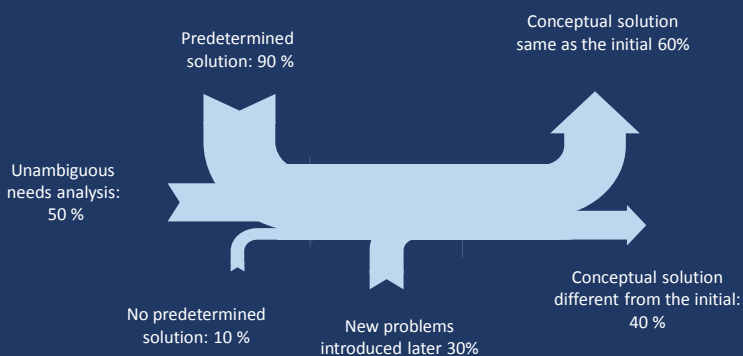 Conceptual solution
same as the initial 60%
Predetermined
solution: 90 %
Unambiguous
needs analysis:
50 %
No predetermined
solution: 10 %
New problems
introduced later 30%
Conceptual solution
different from the initial:
40 %